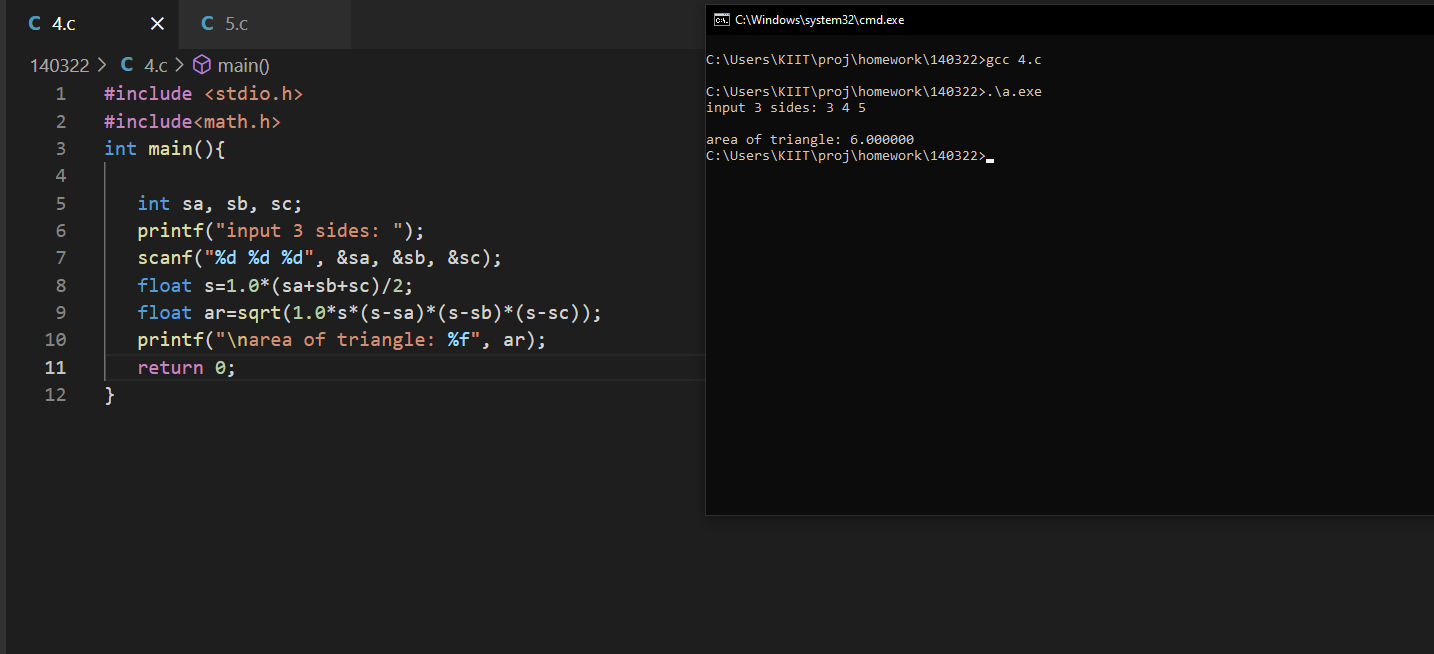 C 4.c × C 5.c
140322 > C 4.c > main()
1 #include <stdio.h>
2 #include<math.h>
3 int main(){
4
5 int sa, sb, sc;
6 printf("input 3 sides: ");
7 scanf("%d %d %d", &sa, &sb, &sc);
8 float s=1.0*(sa+sb+sc)/2;
9 float ar=sqrt(1.0*s*(s-sa)*(s-sb)*(s-sc));
10 printf("\narea of triangle: %f", ar);
11 return 0;
12 }
C:\Windows\system32\cmd.exe
C:\Users\KIIT\proj\homework\140322>gcc 4.c
C:\Users\KIIT\proj\homework\140322>.\a.exe
input 3 sides: 3 4 5
area of triangle: 6.000000
C:\Users\KIIT\proj\homework\140322>